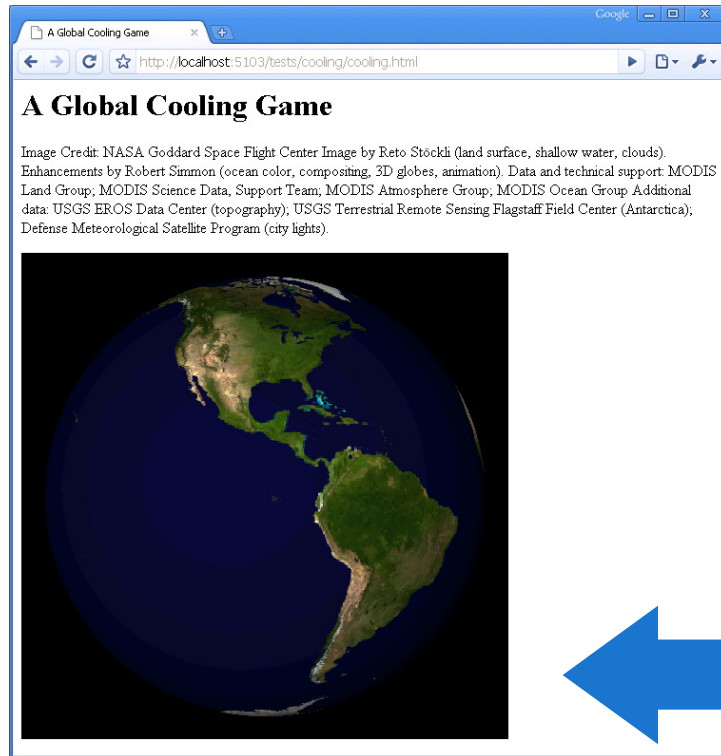 Google
A Global Cooling Game
http://localhost:5103/tests/cooling/cooling.html
A Global Cooling Game
Image Credit: NASA Goddard Space Flight Center Image by Reto Stöckli (land surface, shallow water, clouds).
Enhancements by Robert Simmon (ocean color, compositing, 3D globes, animation). Data and technical support: MODIS
Land Group; MODIS Science Data, Support Team; MODIS Atmosphere Group; MODIS Ocean Group Additional
data: USGS EROS Data Center (topography); USGS Terrestrial Remote Sensing Flagstaff Field Center (Antarctica);
Defense Meteorological Satellite Program (city lights).